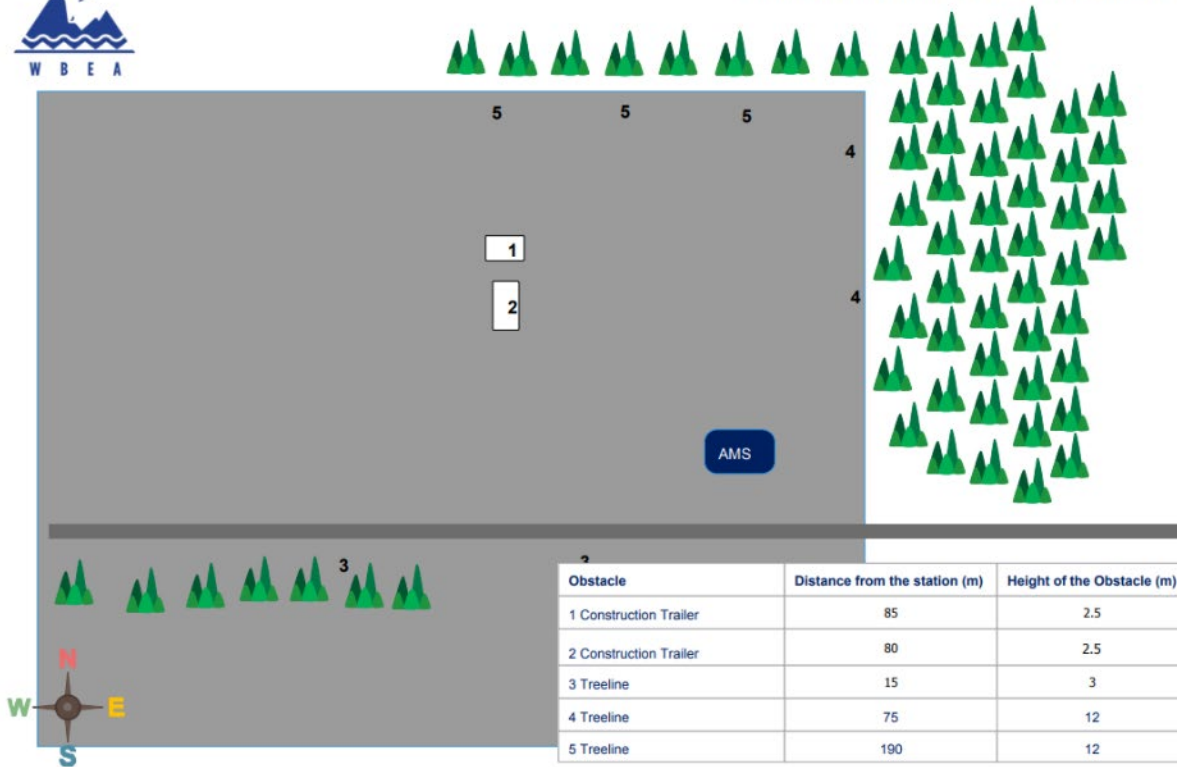 W B E A
5 5 5
4
1
2
4
AMS
3 3
Obstacle Distance from the station (m) Height of the Obstacle (m)
1 Construction Trailer 85 2.5
2 Construction Trailer 80 2.5
3 Treeline 15 3
4 Treeline 75 12
5 Treeline 190 12
N
W E
S